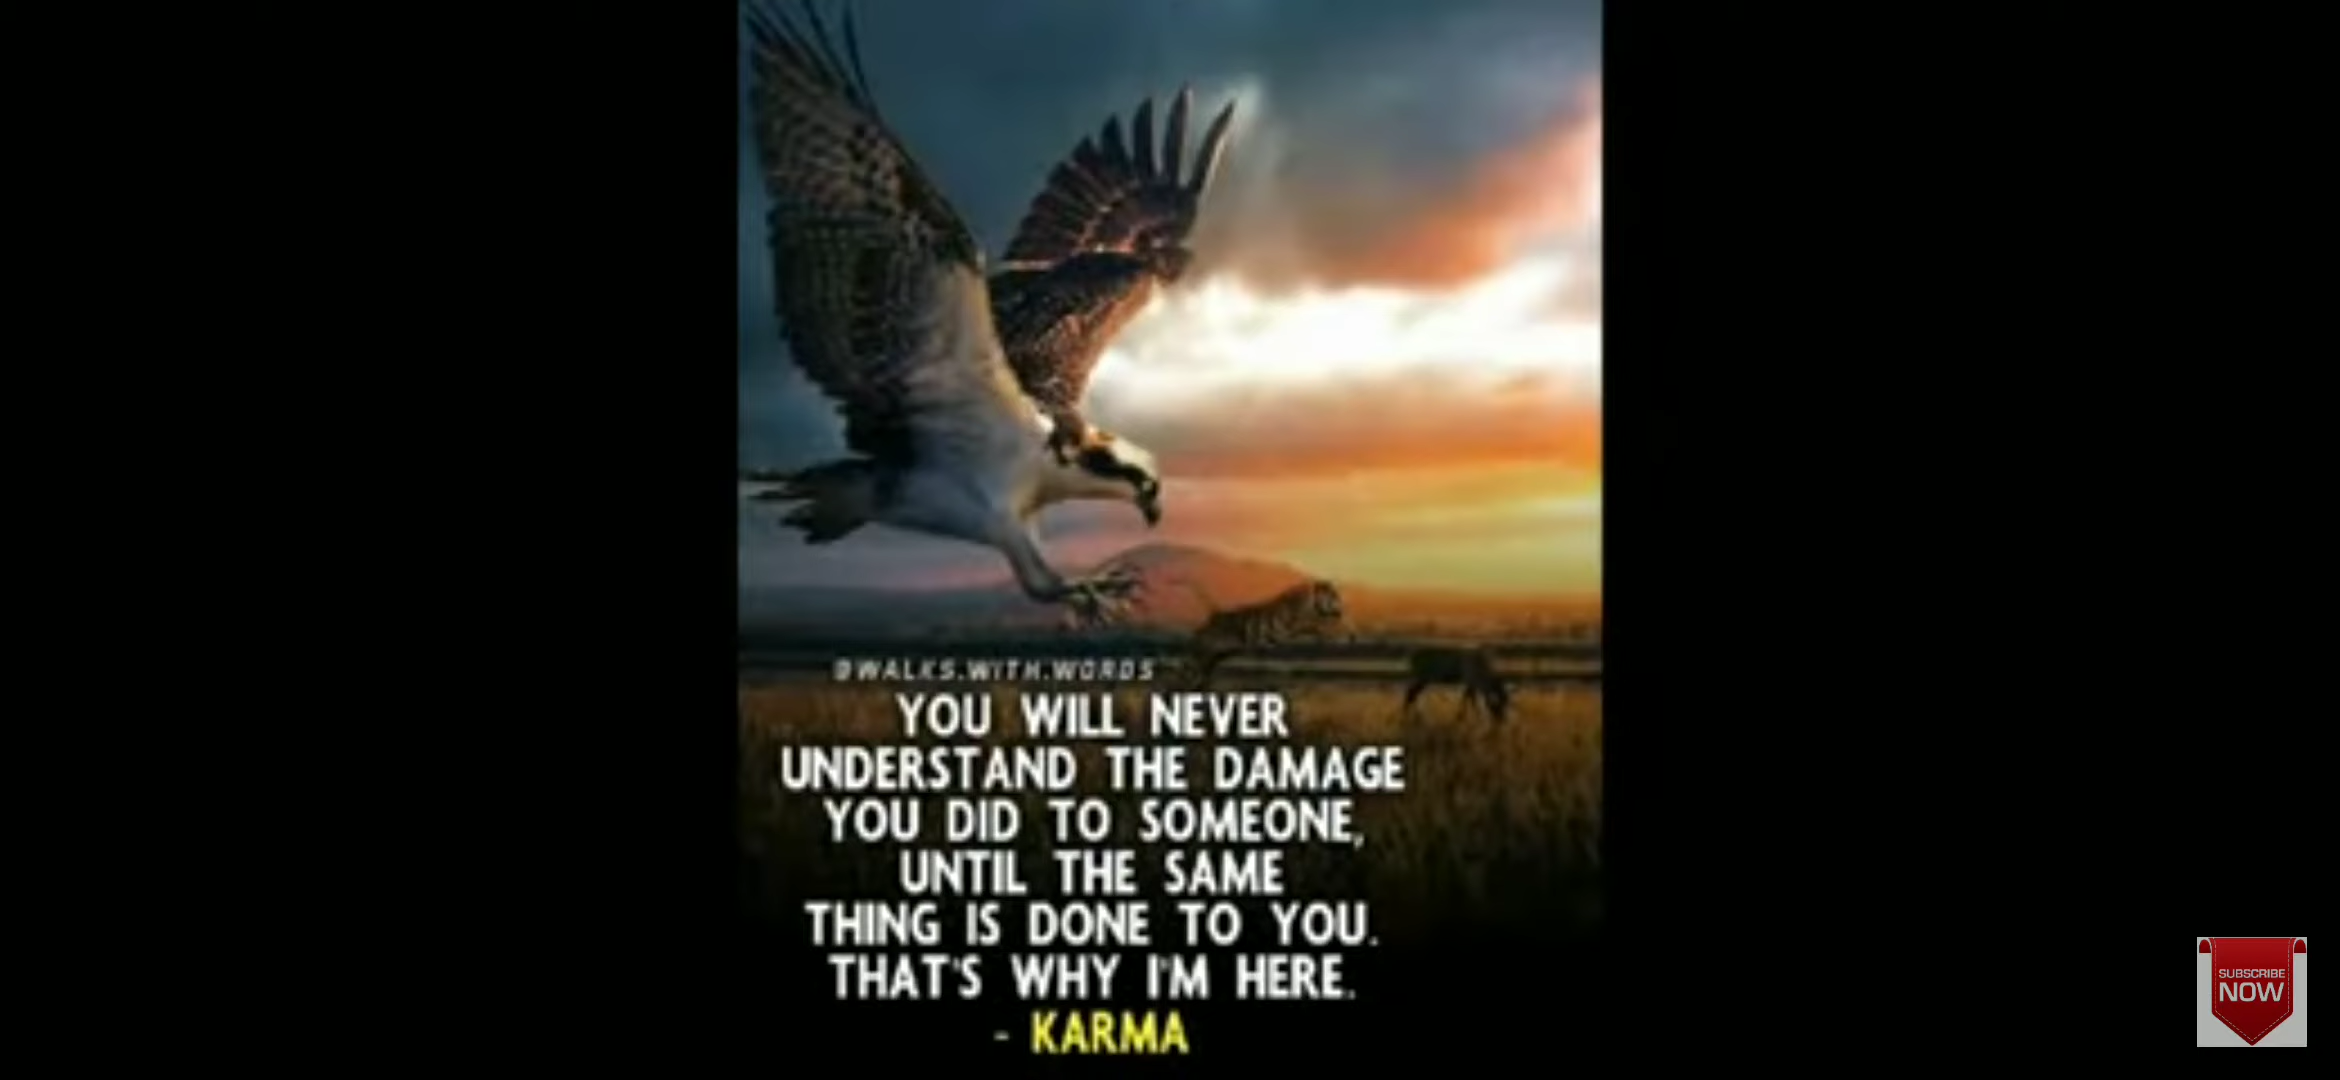 @WALKS.WITH.WORDS
YOU WILL NEVER
UNDERSTAND THE DAMAGE
YOU DID TO SOMEONE,
UNTIL THE SAME
THING IS DONE TO YOU.
THAT'S WHY I'M HERE.
- KARMA
SUBSCRIBE
NOW